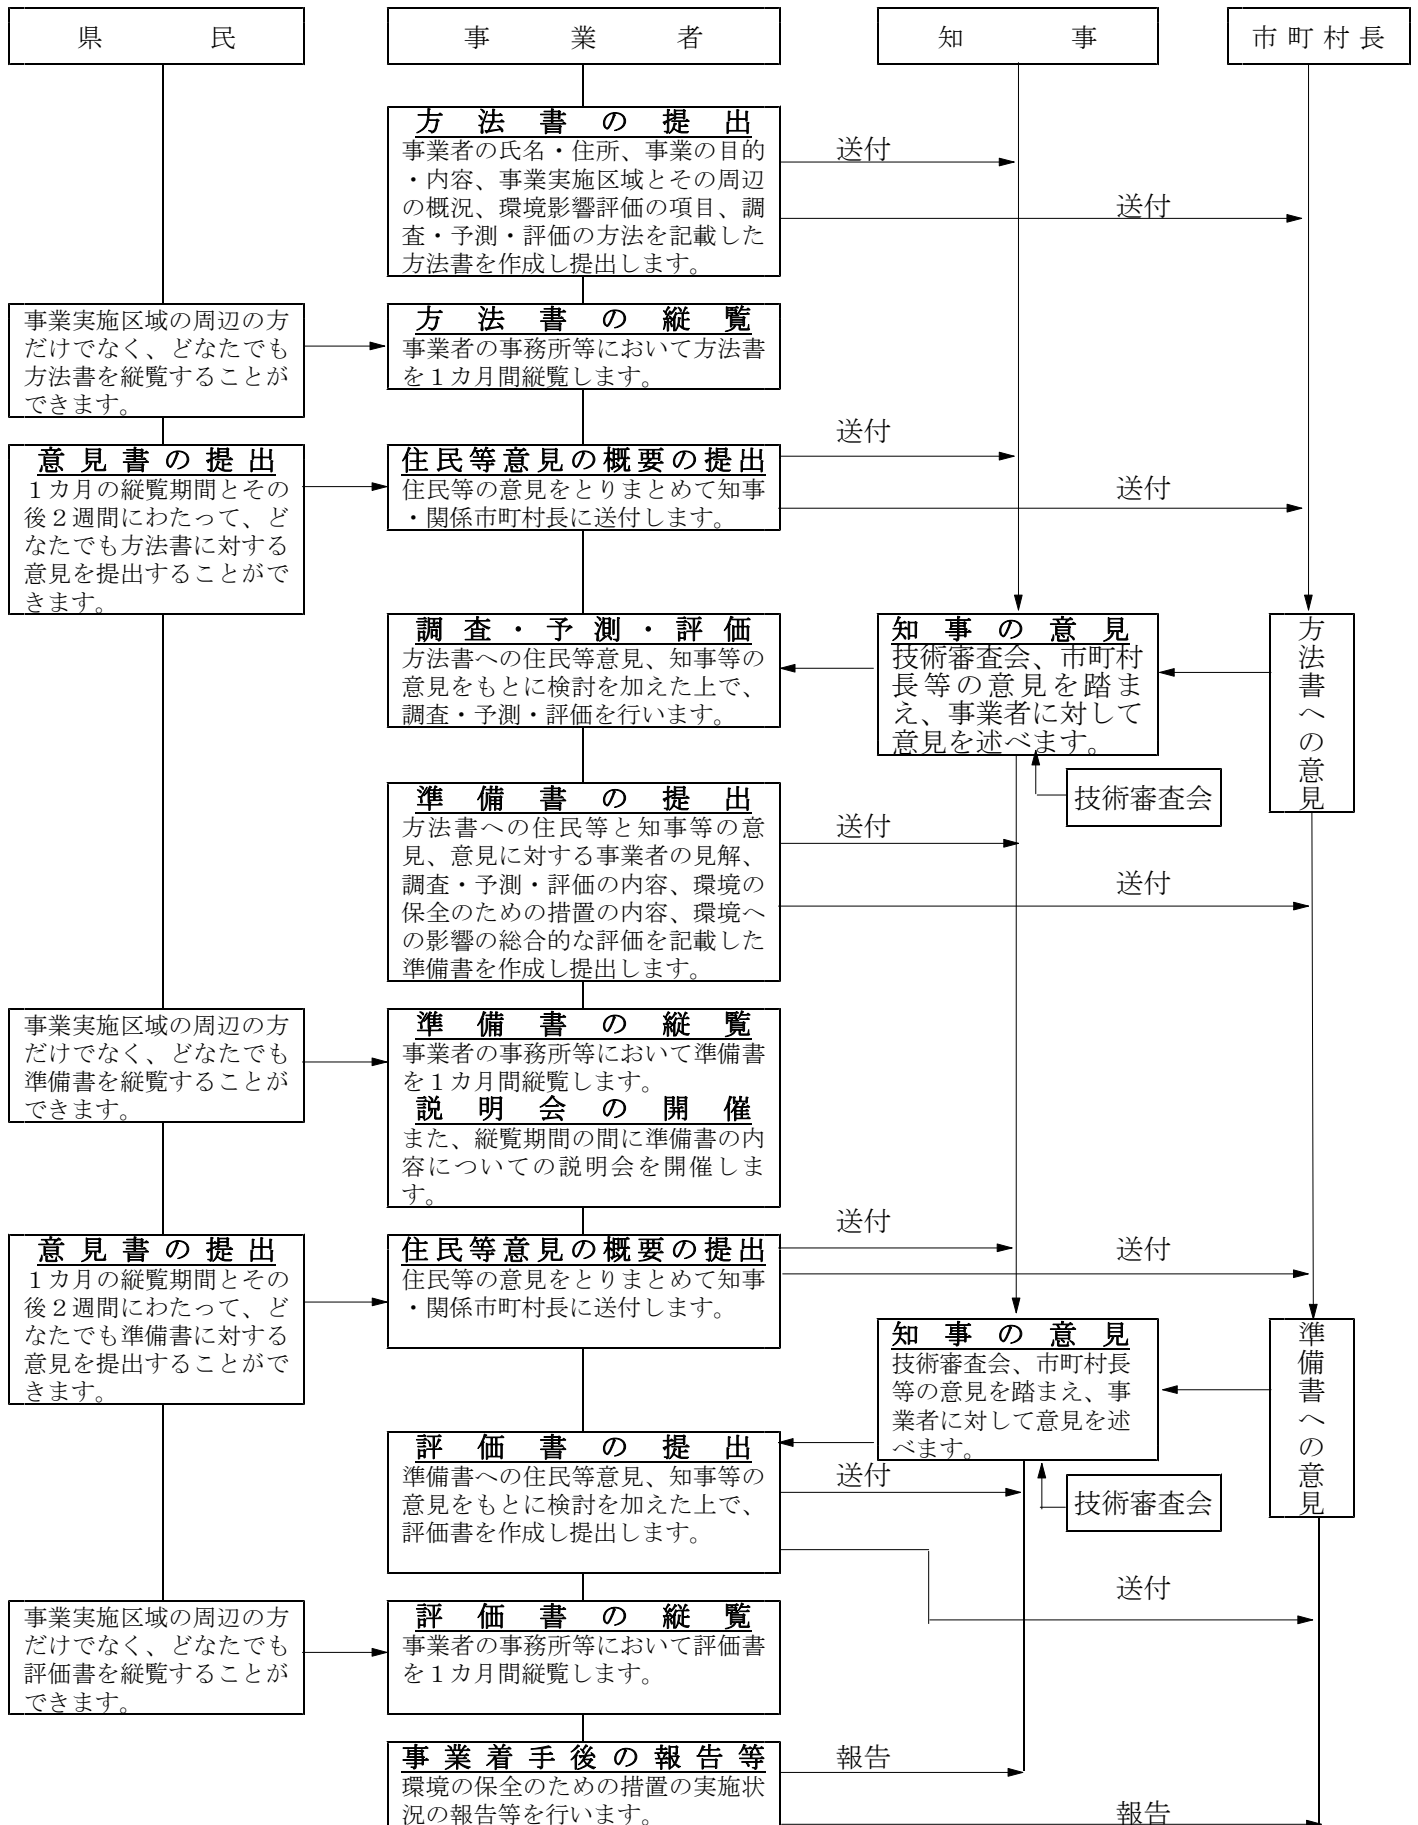 県民
事業者
知事
市町村長
方法書の提出
事業者の氏名・住所、事業の目的
・内容、事業実施区域とその周辺
の概況、環境影響評価の項目、調
査・予測・評価の方法を記載した
方法書を作成し提出します。
送付
送付
事業実施区域の周辺の方
だけでなく、どなたでも
方法書を縦覧することが
できます。
方法書の縦覧
事業者の事務所等において方法書
を１カ月間縦覧します。
意見書の提出
１カ月の縦覧期間とその
後２週間にわたって、ど
なたでも方法書に対する
意見を提出することがで
きます。
住民等意見の概要の提出
住民等の意見をとりまとめて知事
・関係市町村長に送付します。
送付
送付
調査・予測・評価
方法書への住民等意見、知事等の
意見をもとに検討を加えた上で、
調査・予測・評価を行います。
知事の意見
技術審査会、市町村
長等の意見を踏ま
え、事業者に対して
意見を述べます。
方法書への意見
技術審査会
準備書の提出
方法書への住民等と知事等の意
見、意見に対する事業者の見解、
調査・予測・評価の内容、環境の
保全のための措置の内容、環境へ
の影響の総合的な評価を記載した
準備書を作成し提出します。
送付
送付
事業実施区域の周辺の方
だけでなく、どなたでも
準備書を縦覧することが
できます。
準備書の縦覧
事業者の事務所等において準備書
を１カ月間縦覧します。
説明会の開催
また、縦覧期間の間に準備書の内
容についての説明会を開催しま
す。
意見書の提出
１カ月の縦覧期間とその
後２週間にわたって、ど
なたでも準備書に対する
意見を提出することがで
きます。
住民等意見の概要の提出
住民等の意見をとりまとめて知事
・関係市町村長に送付します。
送付
送付
知事の意見
技術審査会、市町村長
等の意見を踏まえ、事
業者に対して意見を述
べます。
準備書への意見
技術審査会
評価書の提出
準備書への住民等意見、知事等の
意見をもとに検討を加えた上で、
評価書を作成し提出します。
送付
送付
事業実施区域の周辺の方
だけでなく、どなたでも
評価書を縦覧することが
できます。
評価書の縦覧
事業者の事務所等において評価書
を１カ月間縦覧します。
事業着手後の報告等
環境の保全のための措置の実施状
況の報告等を行います。
報告
報告